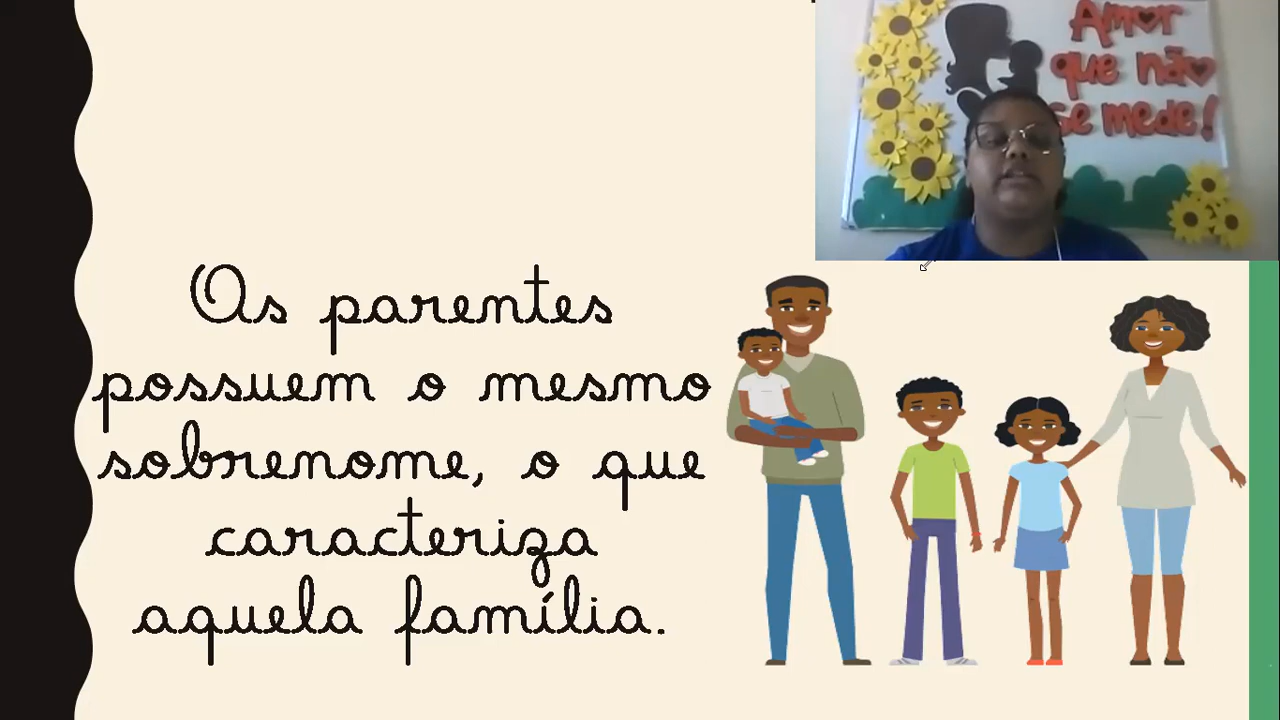 Amor
que não
se mede!
Os parentes
possuem o mesmo
sobrenome, o que
caracteriza
aquela família.